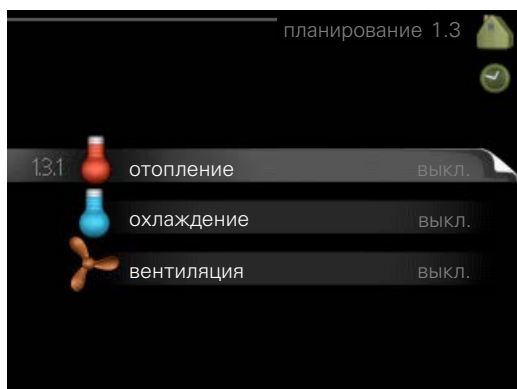 планирование 1.3
1.3.1 отопление выкл.
охлаждение выкл.
вентиляция выкл.